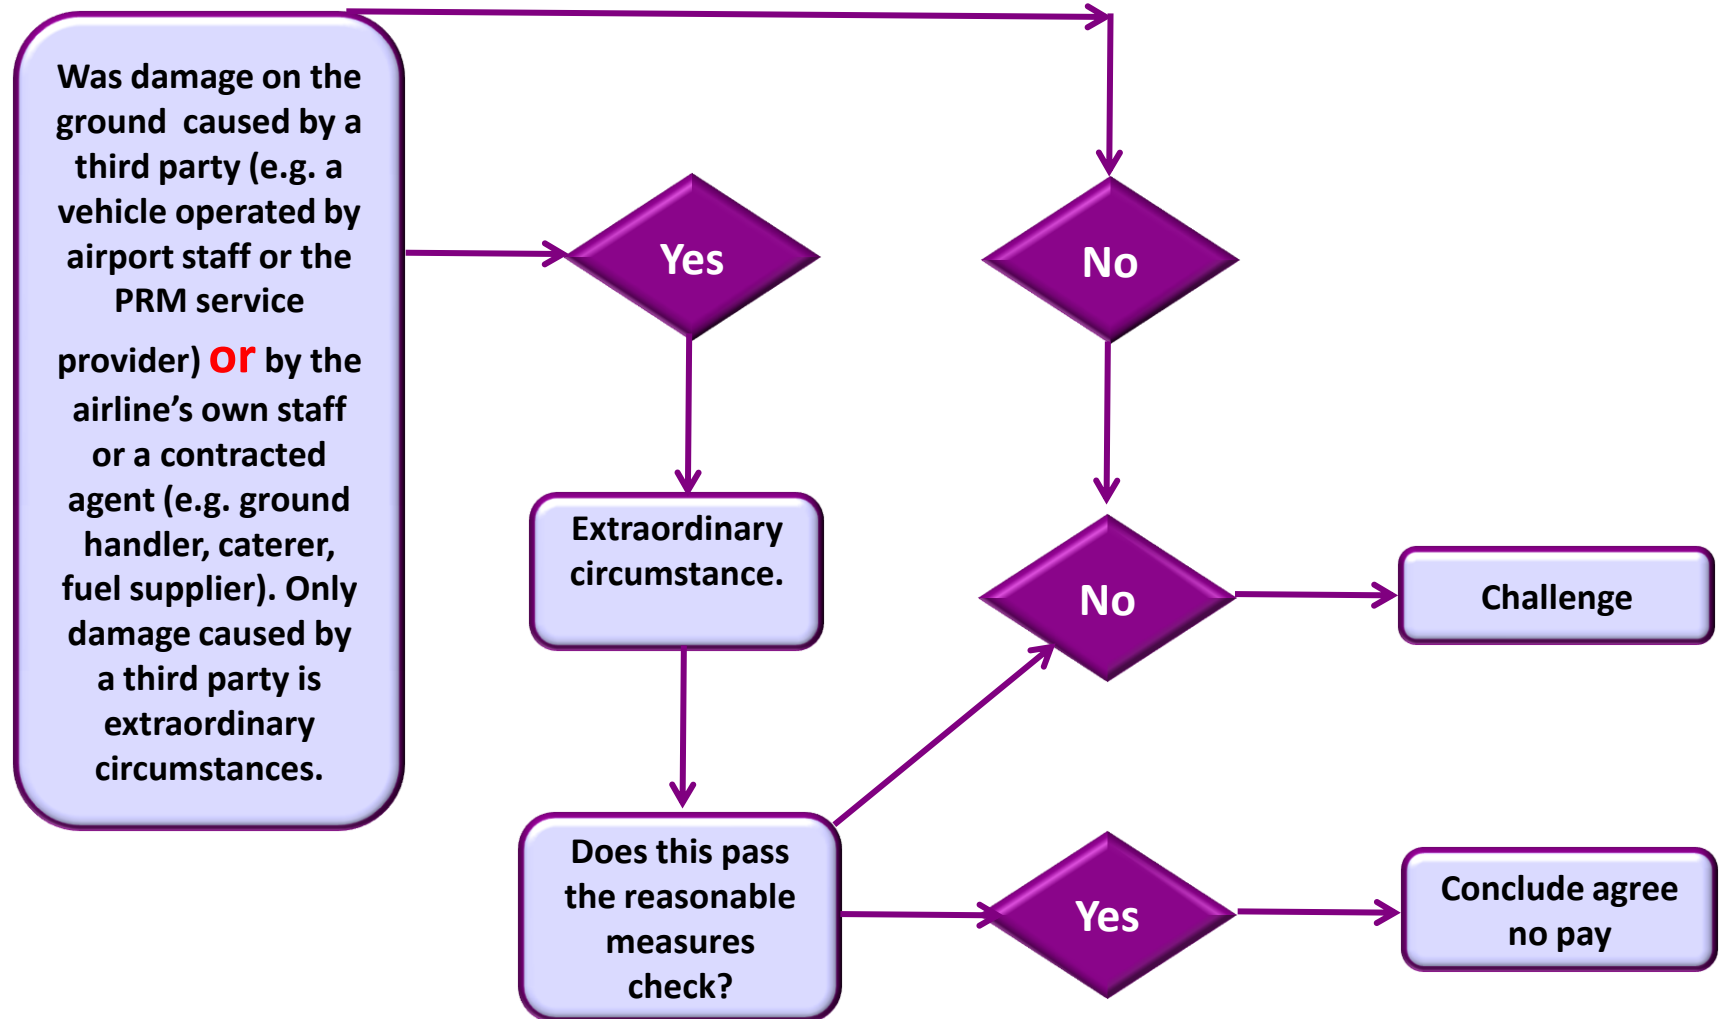 Was damage on the
ground caused by a
third party (e.g. a
vehicle operated by
airport staff or the
PRM service
provider) or by the
airline’s own staff
or a contracted
agent (e.g. ground
handler, caterer,
fuel supplier). Only
damage caused by
a third party is
extraordinary
circumstances.
Yes
No
Extraordinary
circumstance.
No
Challenge
Does this pass
the reasonable
measures
check?
Yes
Conclude agree
no pay